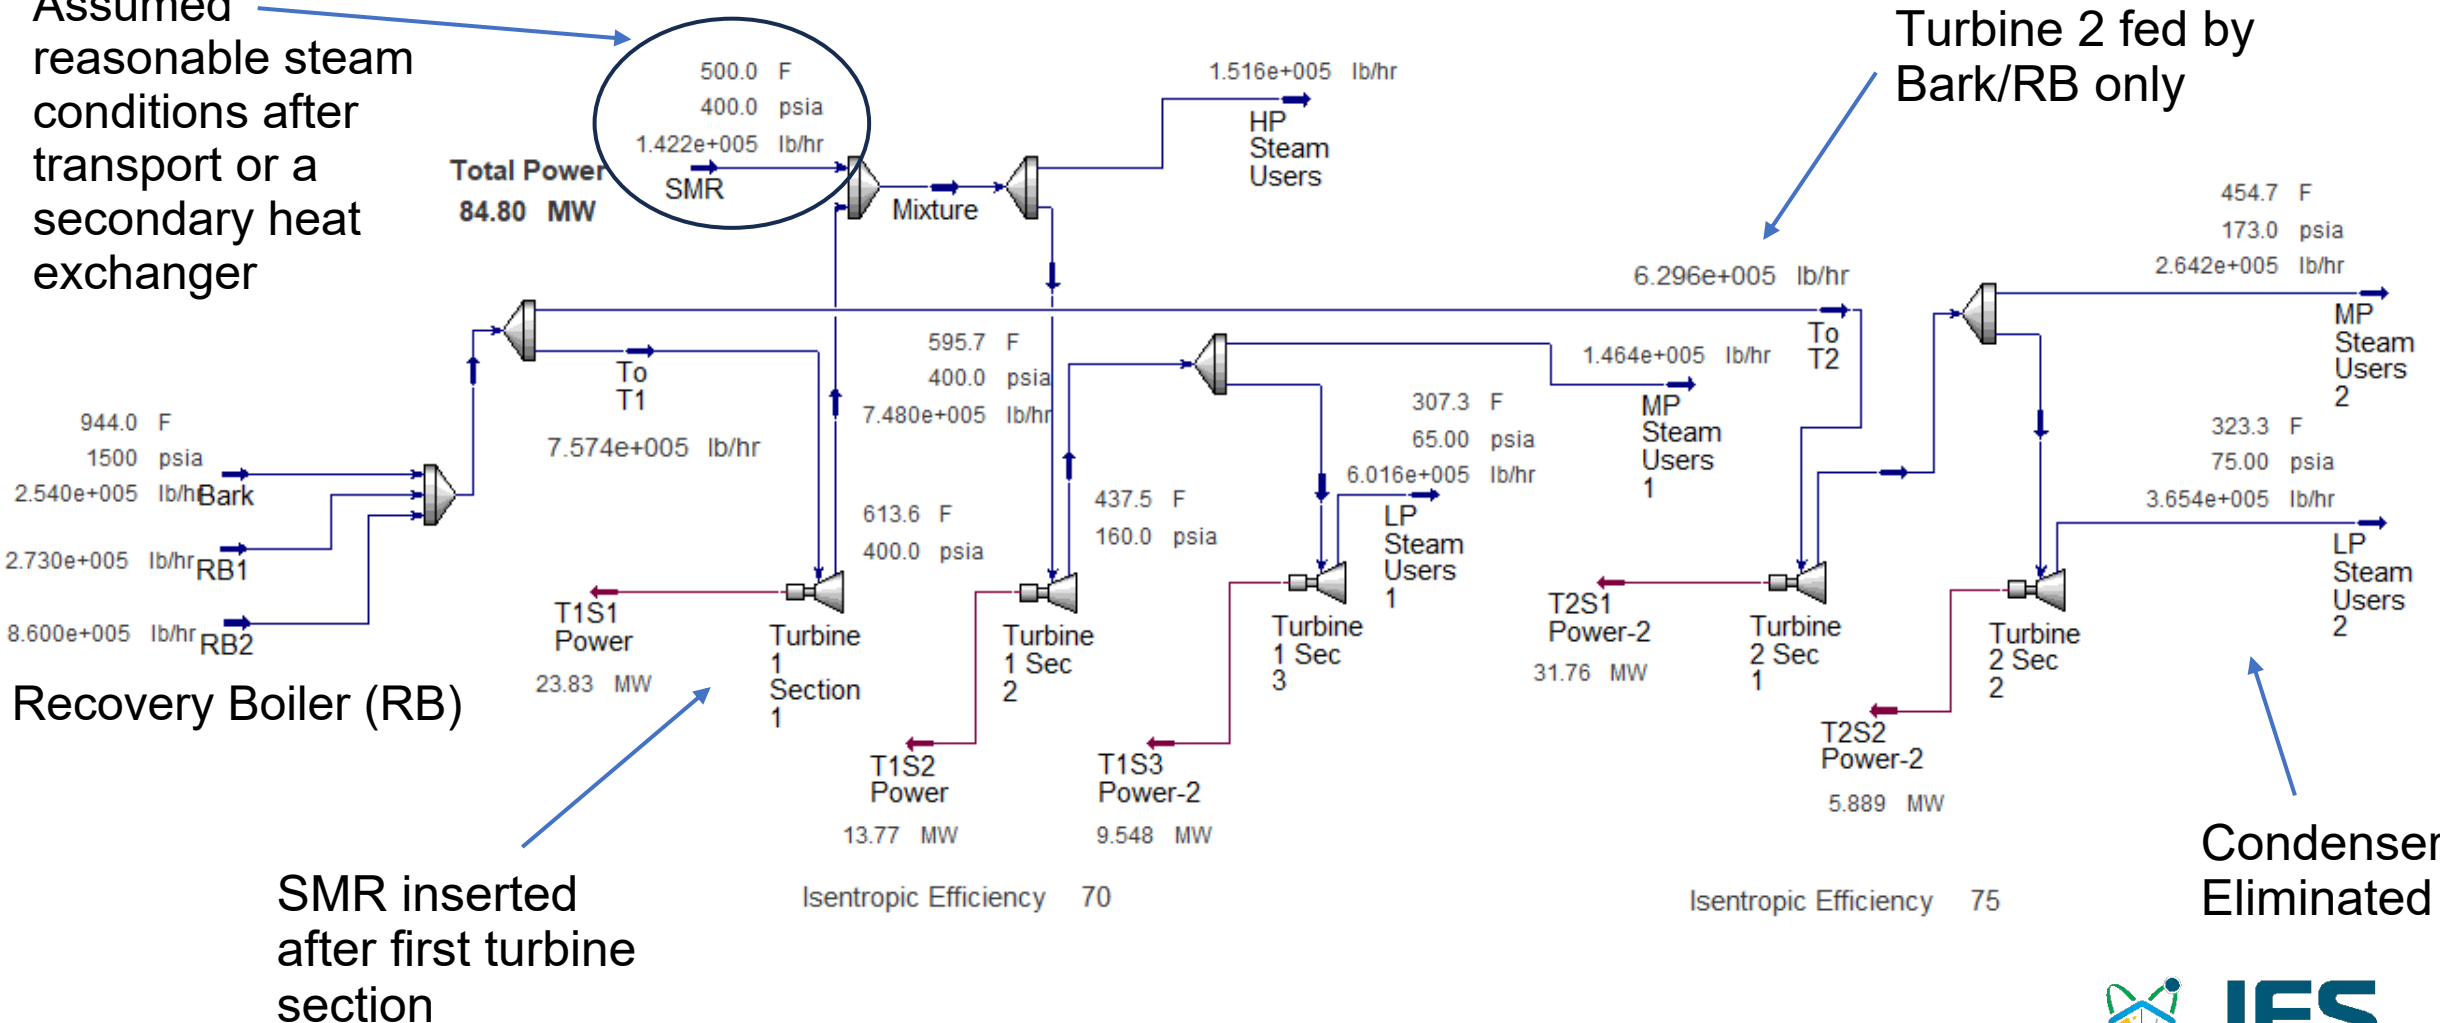 Assumed
reasonable steam
conditions after
transport or a
secondary heat
exchanger
500.0 F
400.0 psia
1.422e+005 lb/hr
SMR
Total Power
84.80 MW
Mixture
1.516e+005 lb/hr
HP
Steam
Users
Turbine 2 fed by
Bark/RB only
6.296e+005 lb/hr
To
T2
454.7 F
173.0 psia
2.642e+005 lb/hr
MP
Steam
Users
2
To
T1
7.574e+005 lb/hr
595.7 F
400.0 psia
7.480e+005 lb/hr
1.464e+005 lb/hr
MP
Steam
Users
1
944.0 F
1500 psia
2.540e+005 lb/hr
Bark
2.730e+005 lb/hr
RB1
8.600e+005 lb/hr
RB2
Recovery Boiler (RB)
613.6 F
400.0 psia
437.5 F
160.0 psia
307.3 F
65.00 psia
6.016e+005 lb/hr
LP
Steam
Users
1
323.3 F
75.00 psia
3.654e+005 lb/hr
LP
Steam
Users
2
T1S1
Power
23.83 MW
Turbine
1
Section
1
Turbine
1 Sec
2
Turbine
1 Sec
3
T2S1
Power-2
31.76 MW
Turbine
2 Sec
1
Turbine
2 Sec
2
T1S2
Power
13.77 MW
T1S3
Power-2
9.548 MW
T2S2
Power-2
5.889 MW
Isentropic Efficiency 70
Isentropic Efficiency 75
SMR inserted
after first turbine
section
Condenser
Eliminated
IES